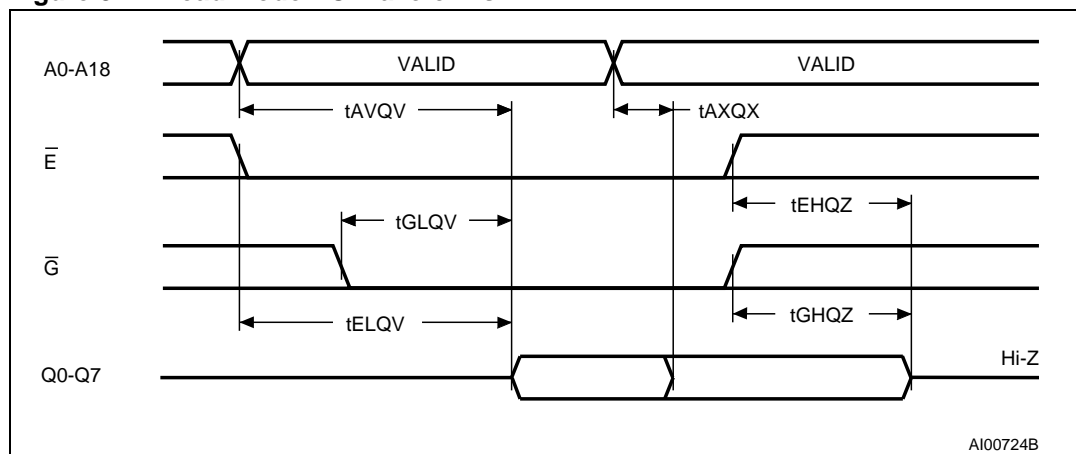 A0-A18
VALID
VALID
tAVQV
tAXQX
E
tGLQV
tEHQZ
G
tELQV
tGHQZ
Q0-Q7
Hi-Z
AI00724B